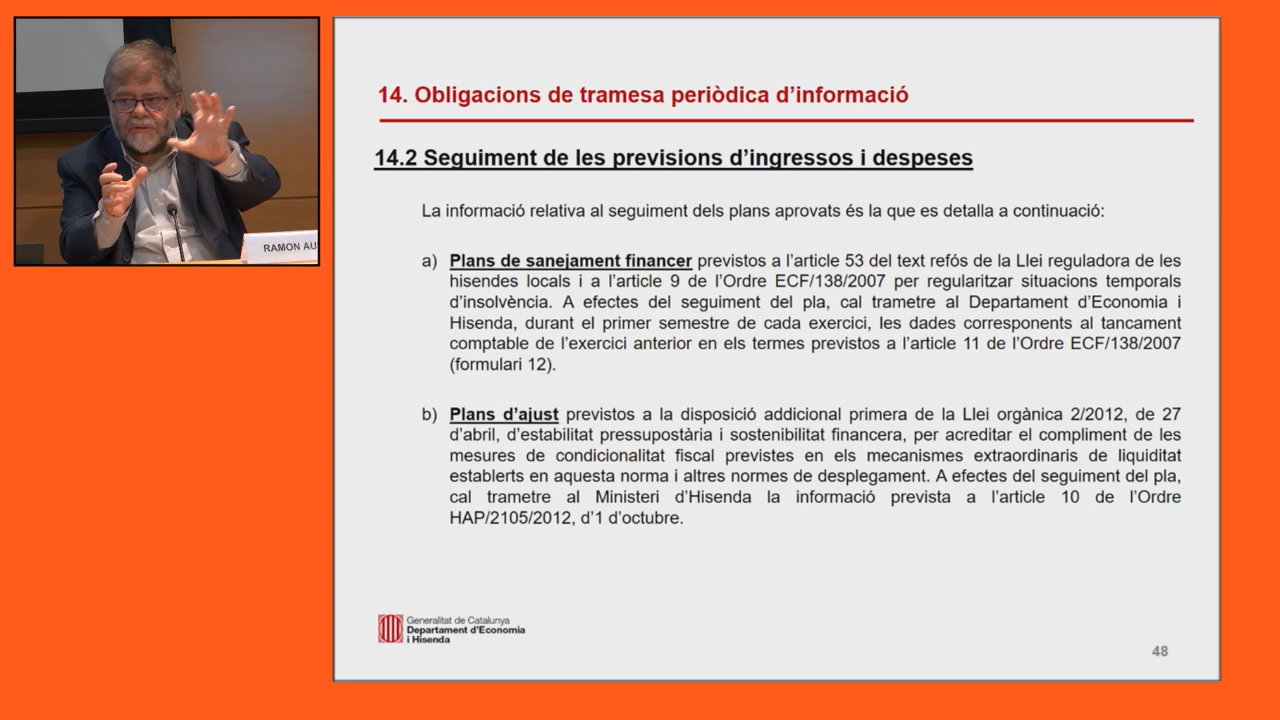 RAMON AU
14. Obligacions de tramesa periòdica d’informació
14.2 Seguiment de les previsions d’ingressos i despeses
La informació relativa al seguiment dels plans aprovats és la que es detalla a continuació:
a) Plans de sanejament financer previstos a l’article 53 del text refós de la Llei reguladora de les
hisendes locals i a l’article 9 de l’Ordre ECF/138/2007 per regularitzar situacions temporals
d’insolvència. A efectes del seguiment del pla, cal trametre al Departament d’Economia i
Hisenda, durant el primer semestre de cada exercici, les dades corresponents al tancament
comptable de l’exercici anterior en els termes previstos a l’article 11 de l’Ordre ECF/138/2007
(formulari 12).
b) Plans d’ajust previstos a la disposició addicional primera de la Llei orgànica 2/2012, de 27
d’abril, d’estabilitat pressupostària i sostenibilitat financera, per acreditar el compliment de les
mesures de condicionalitat fiscal previstes en els mecanismes extraordinaris de liquiditat
establerts en aquesta norma i altres normes de desplegament. A efectes del seguiment del pla,
cal trametre al Ministeri d’Hisenda la informació prevista a l’article 10 de l’Ordre
HAP/2105/2012, d’1 d’octubre.
Generalitat de Catalunya
Departament d’Economia
i Hisenda
48